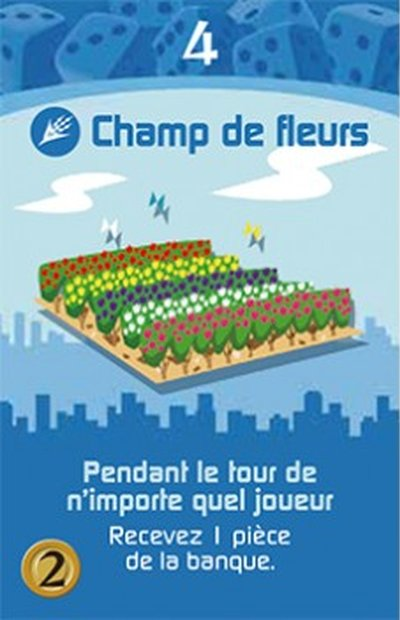 4
Champ de fleurs
Pendant le tour de
n'importe quel joueur
Recevez 1 pièce
de la banque.
2